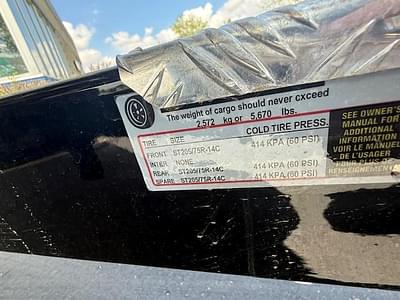 The weight of cargo should never cxceed
2,572 kg or 5,670 lbs.
TIRE SIZE COLD TIRE PRESS.
FRONT ST205/75R-14C 414 KPA (60 PSI)
INTER NONE
REAR ST205/75R-14C 414 KPA (60 PSI)
SPARE ST205/75R-14C 414 KPA (60 PSI)
SEE OWNER'S
MANUAL FOR
ADDITIONAL
INFORMATION
VOIR LE MANUEL
DE L'USAGER